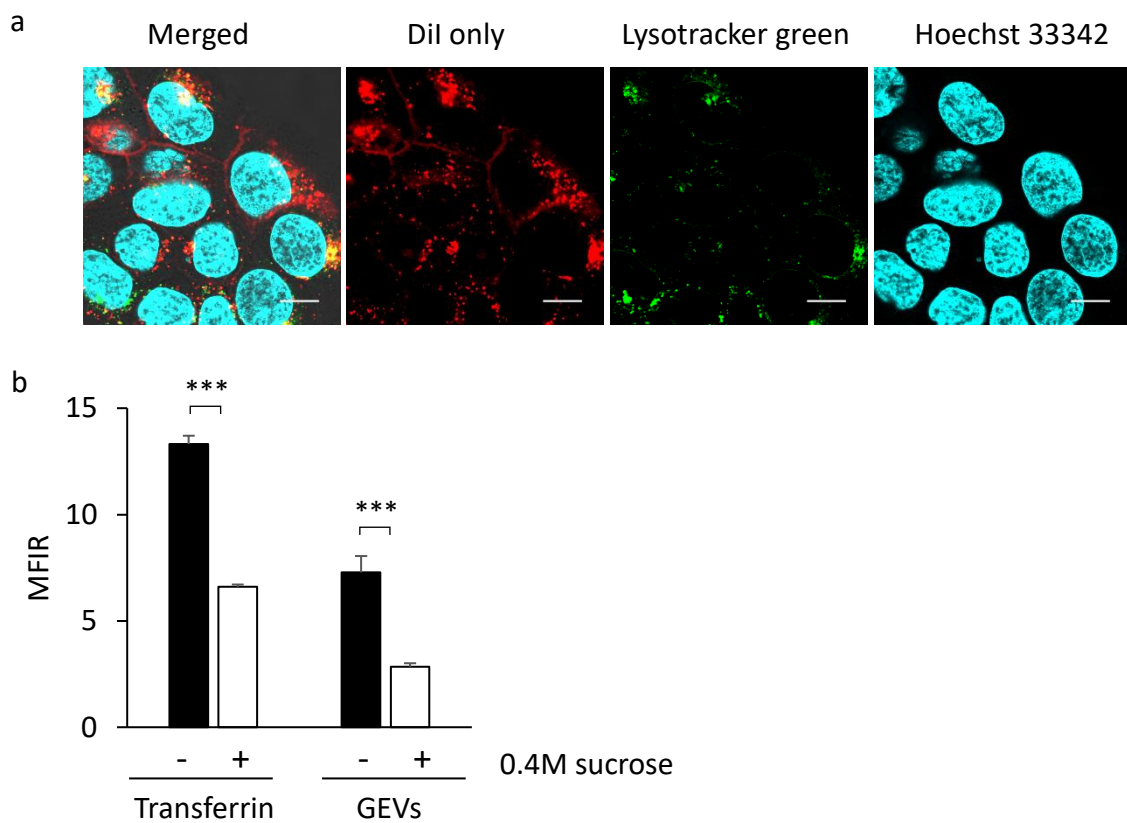 a
Merged
DiI only
Lysotracker green
Hoechst 33342
b
MFIR
15
10
5
0
***
***
- + - + 0.4M sucrose
Transferrin GEVs